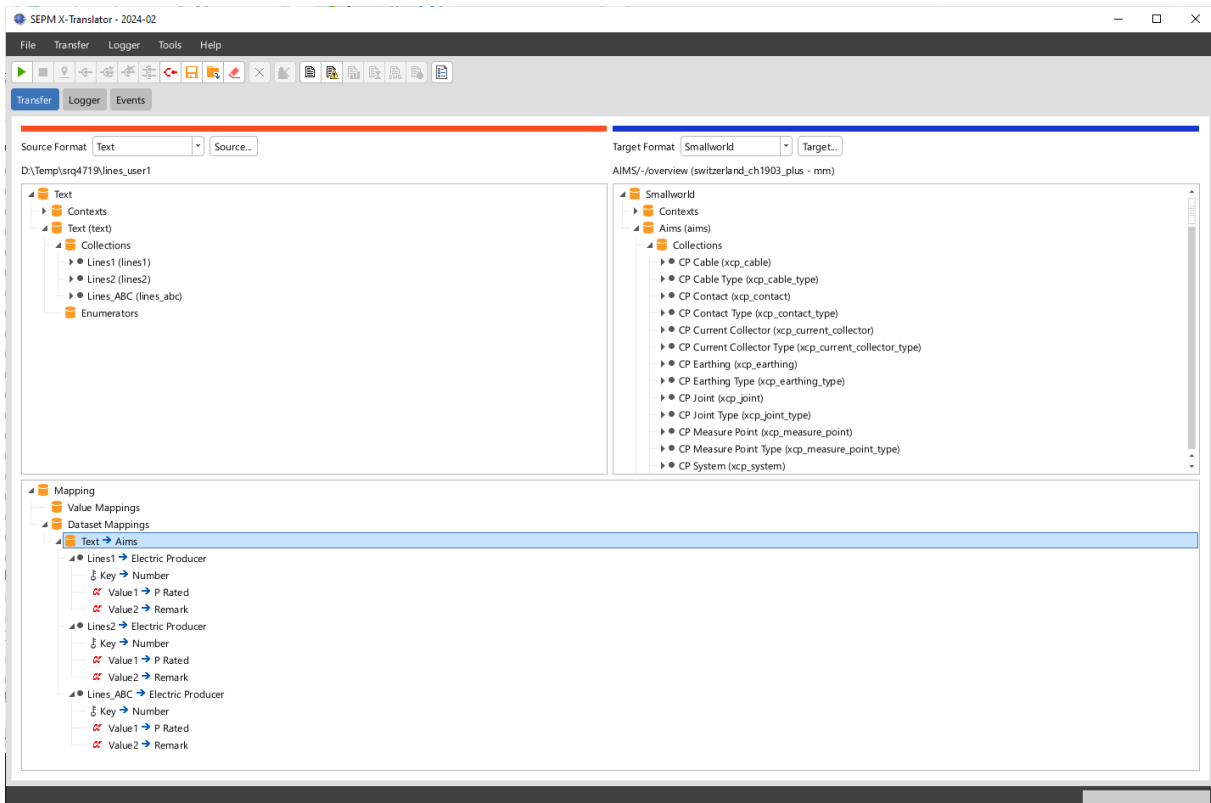 SEPM X-Translator - 2024-02
File Transfer Logger Tools Help
Transfer Logger Events
Source Format Text Source...
D:\Temp\srq4719\lines_user1
Text
Contexts
Text (text)
Collections
Lines1 (lines1)
Lines2 (lines2)
Lines_ABC (lines_abc)
Enumerators
Target Format Smallworld Target...
AIMS/-/overview (switzerland_ch1903_plus - mm)
Smallworld
Contexts
Aims (aims)
Collections
CP Cable (xcp_cable)
CP Cable Type (xcp_cable_type)
CP Contact (xcp_contact)
CP Contact Type (xcp_contact_type)
CP Current Collector (xcp_current_collector)
CP Current Collector Type (xcp_current_collector_type)
CP Earthing (xcp_earthing)
CP Earthing Type (xcp_earthing_type)
CP Joint (xcp_joint)
CP Joint Type (xcp_joint_type)
CP Measure Point (xcp_measure_point)
CP Measure Point Type (xcp_measure_point_type)
CP System (xcp_system)
Mapping
Value Mappings
Dataset Mappings
Text → Aims
Lines1 → Electric Producer
Key → Number
Value1 → P Rated
Value2 → Remark
Lines2 → Electric Producer
Key → Number
Value1 → P Rated
Value2 → Remark
Lines_ABC → Electric Producer
Key → Number
Value1 → P Rated
Value2 → Remark